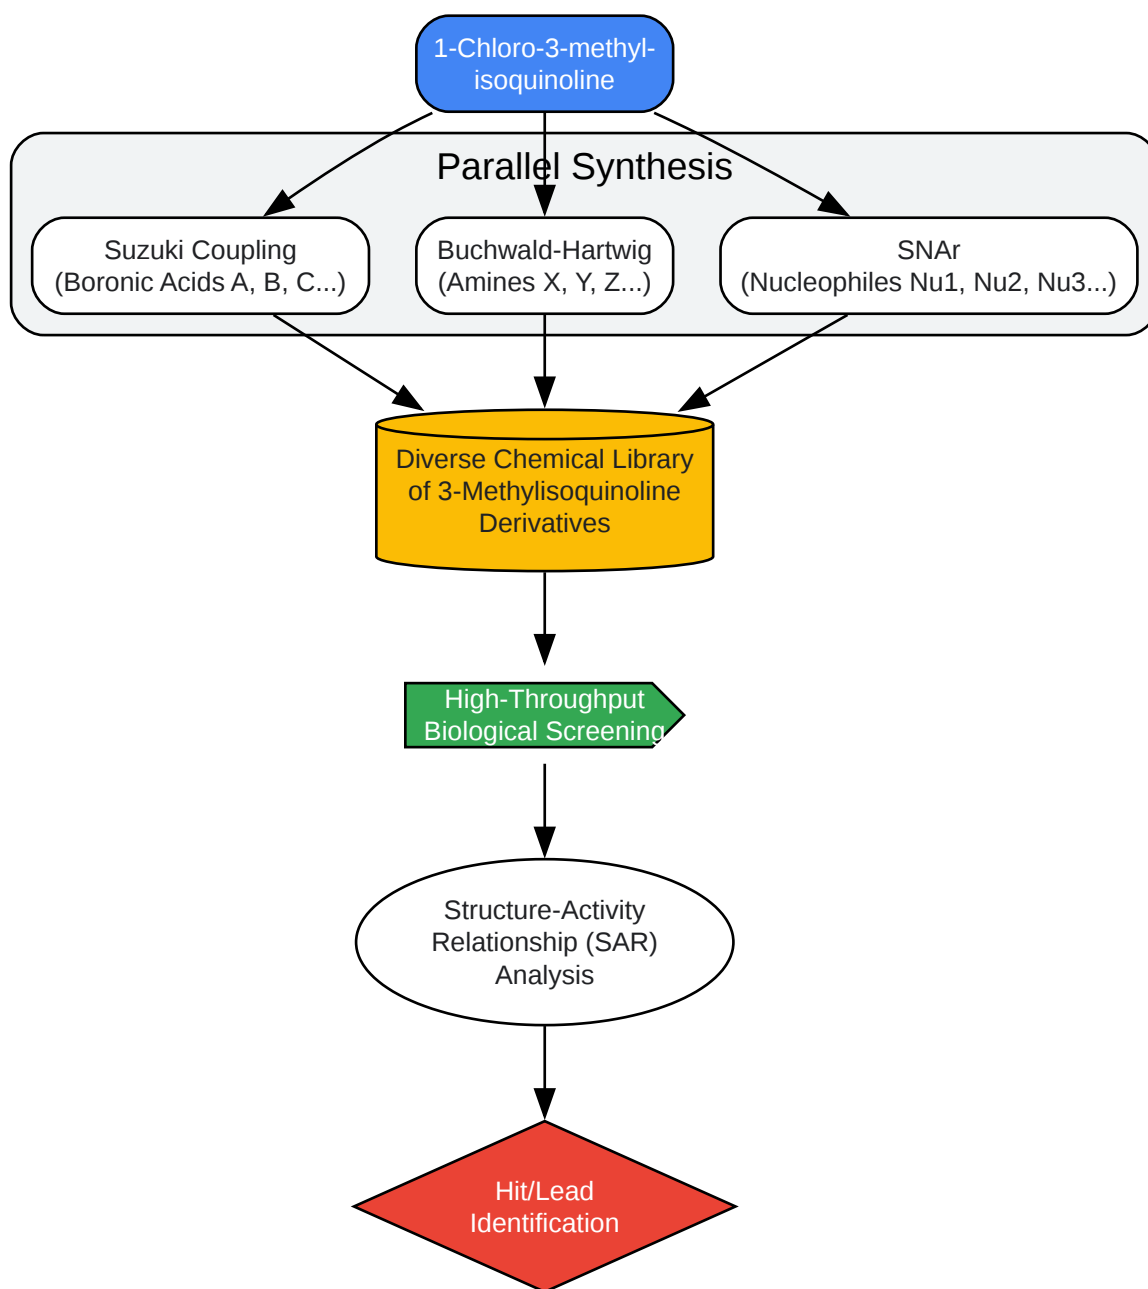 1-Chloro-3-methyl-
isoquinoline
Parallel Synthesis
Suzuki Coupling
(Boronic Acids A, B, C...)
Buchwald-Hartwig
(Amines X, Y, Z...)
SNAr
(Nucleophiles Nu1, Nu2, Nu3...)
Diverse Chemical Library
of 3-Methylisoquinoline
Derivatives
High-Throughput
Biological Screening
Structure-Activity
Relationship (SAR)
Analysis
Hit/Lead
Identification